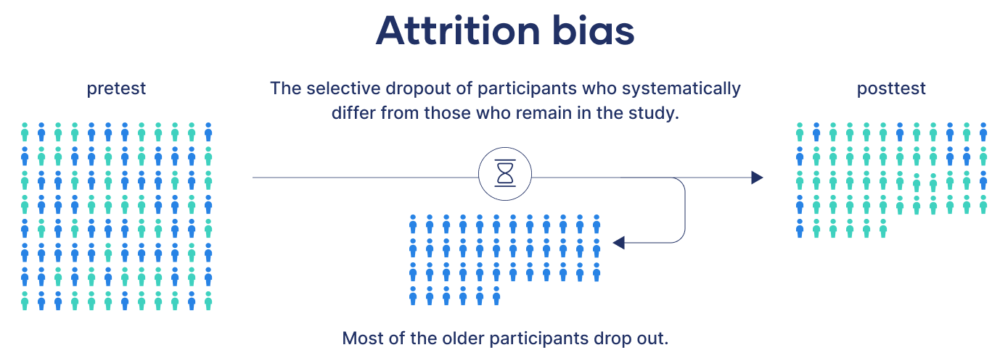 Attrition bias
pretest
The selective dropout of participants who systematically
differ from those who remain in the study.
posttest
Most of the older participants drop out.